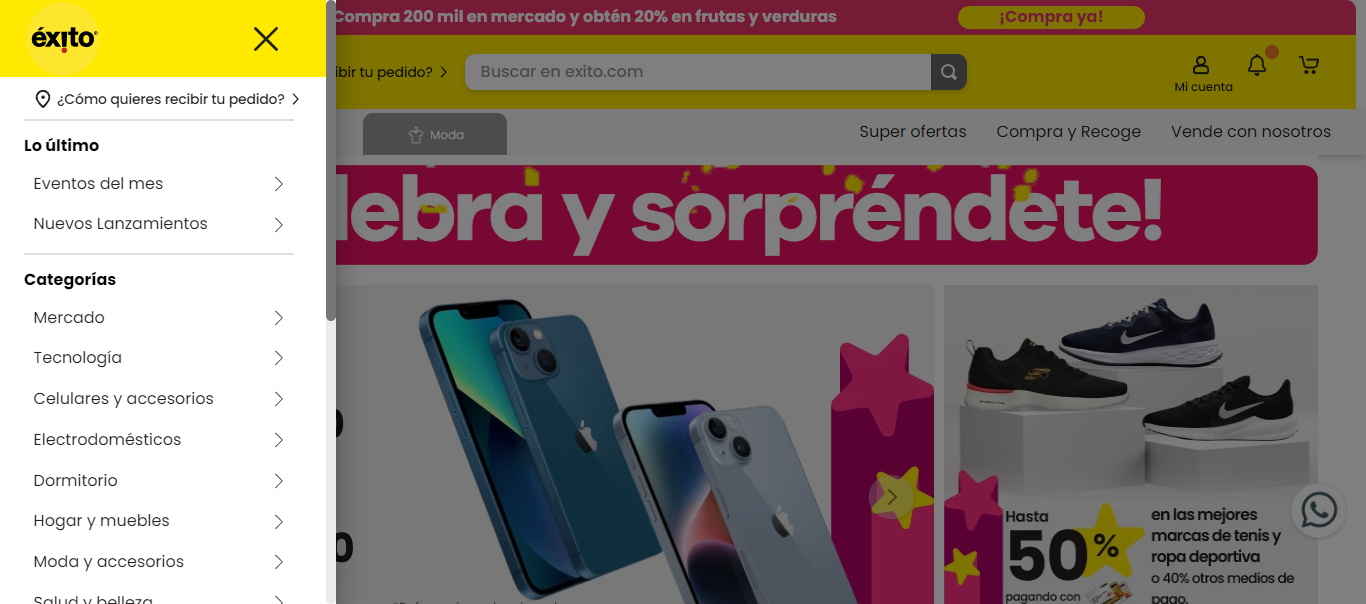 éxito
¿Cómo quieres recibir tu pedido?
Lo último
Eventos del mes
Nuevos Lanzamientos
Categorías
Mercado
Tecnología
Celulares y accesorios
Electrodomésticos
Dormitorio
Hogar y muebles
Moda y accesorios
Salud y belleza
Compra 200 mil en mercado y obtén 20% en frutas y verduras
¡Compra ya!
ibir tu pedido?
Buscar en exito.com
Mi cuenta
Moda
Super ofertas
Compra y Recoge
Vende con nosotros
lebra y sorpréndete!
Hasta
50%
en las mejores
marcas de tenis y
ropa deportiva
o 40% otros medios de
pago.
pagando con